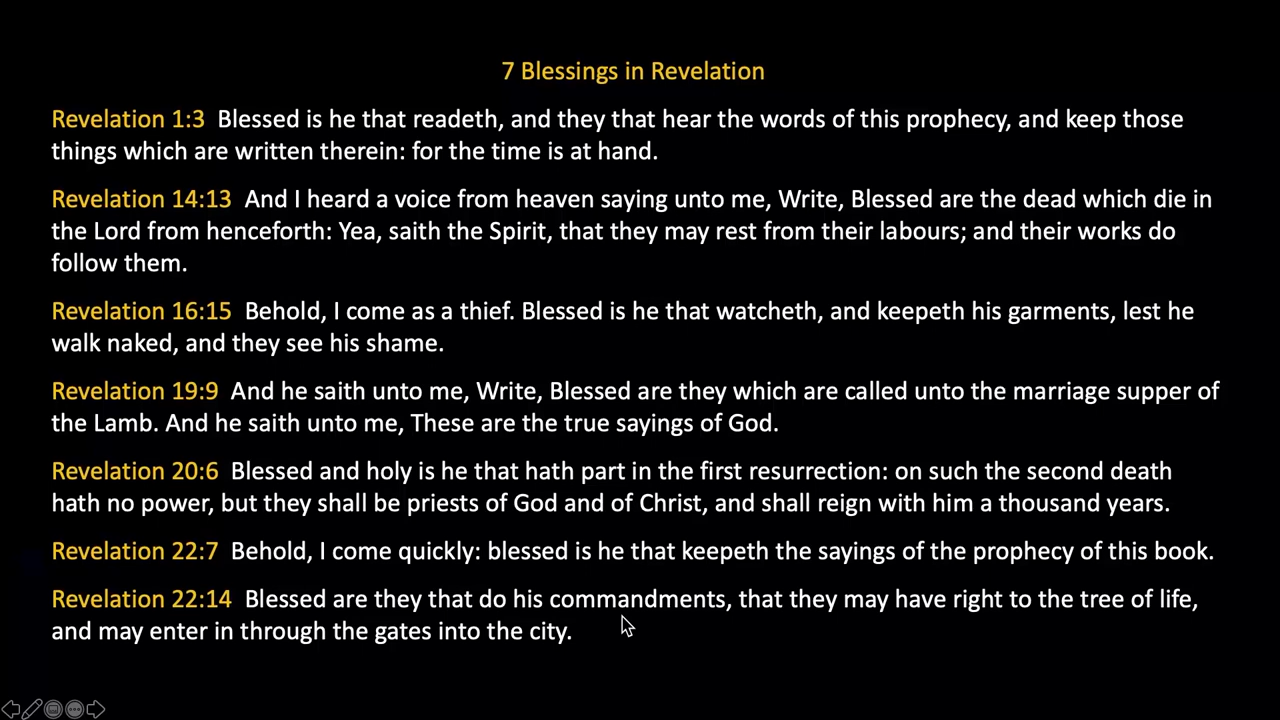 7 Blessings in Revelation
Revelation 1:3  Blessed is he that readeth, and they that hear the words of this prophecy, and keep those
things which are written therein: for the time is at hand.
Revelation 14:13  And I heard a voice from heaven saying unto me, Write, Blessed are the dead which die in
the Lord from henceforth: Yea, saith the Spirit, that they may rest from their labours; and their works do
follow them.
Revelation 16:15  Behold, I come as a thief. Blessed is he that watcheth, and keepeth his garments, lest he
walk naked, and they see his shame.
Revelation 19:9  And he saith unto me, Write, Blessed are they which are called unto the marriage supper of
the Lamb. And he saith unto me, These are the true sayings of God.
Revelation 20:6  Blessed and holy is he that hath part in the first resurrection: on such the second death
hath no power, but they shall be priests of God and of Christ, and shall reign with him a thousand years.
Revelation 22:7  Behold, I come quickly: blessed is he that keepeth the sayings of the prophecy of this book.
Revelation 22:14  Blessed are they that do his commandments, that they may have right to the tree of life,
and may enter in through the gates into the city.